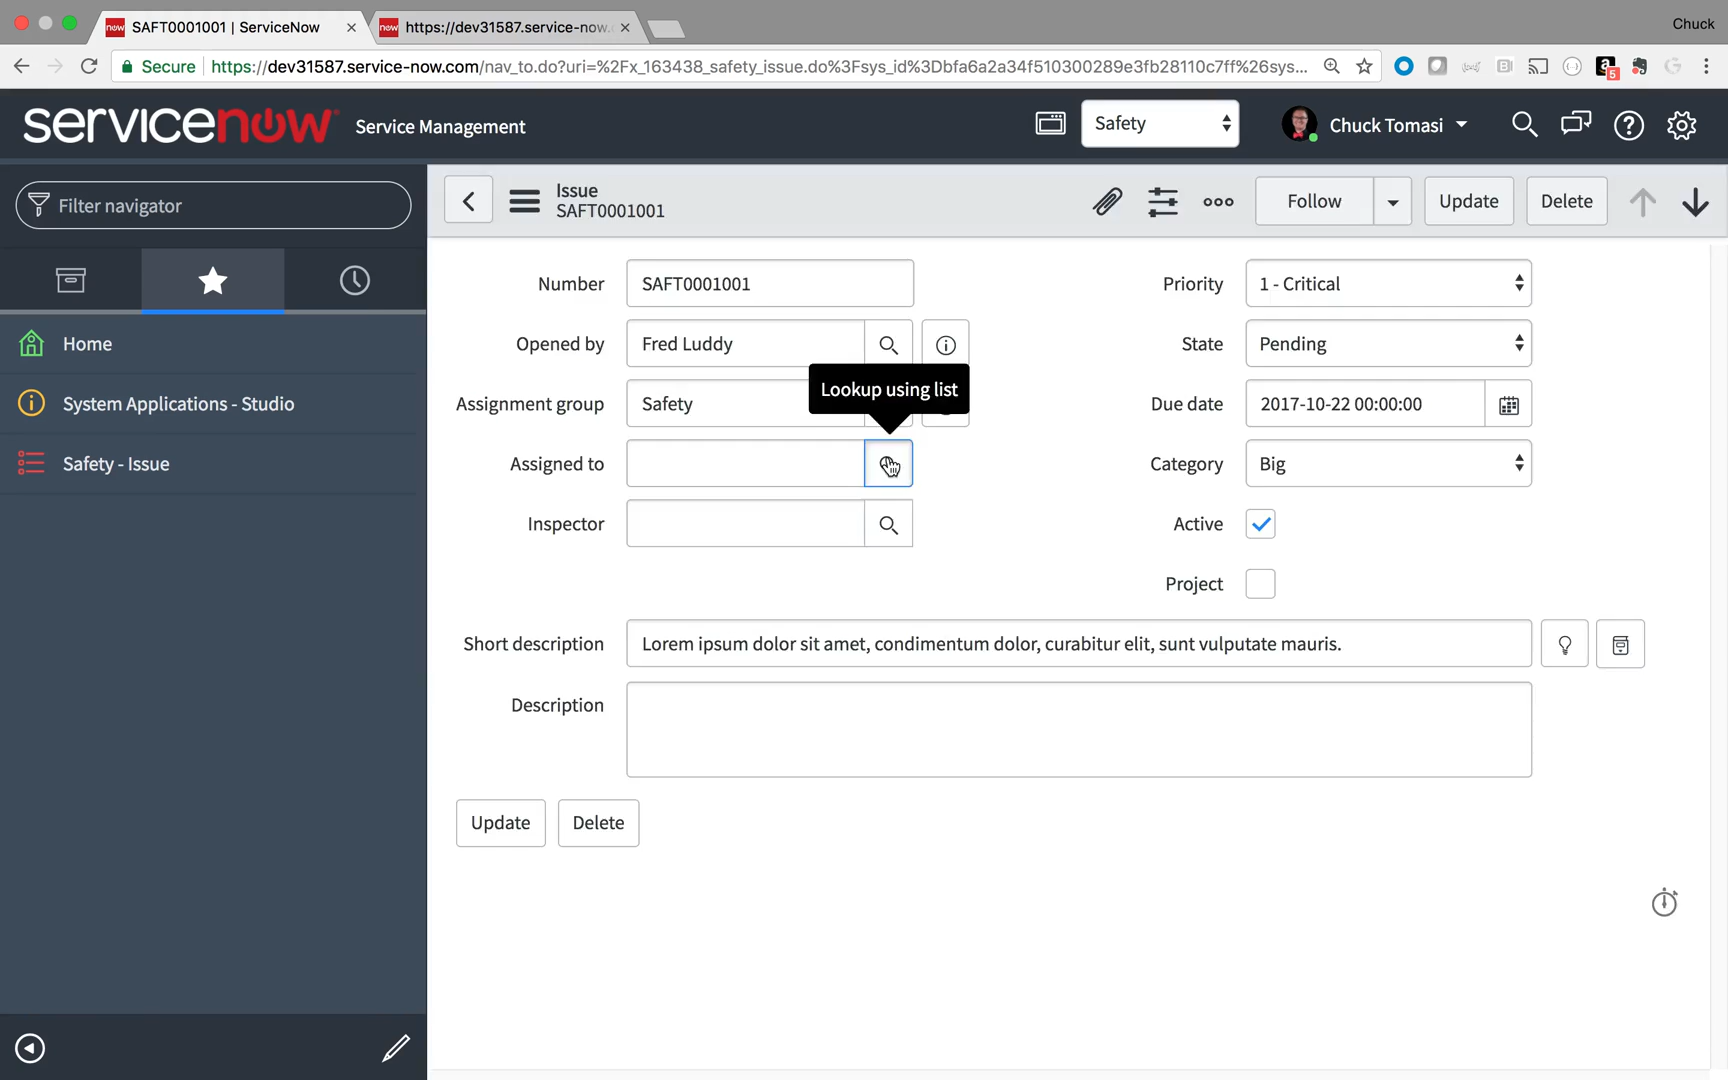 SAFT0001001 | ServiceNow
https://dev31587.service-now.c
Chuck
Secure
https://dev31587.service-now.com/nav_to.do?uri=%2Fx_163438_safety_issue.do%3Fsys_id%3Dbfa6a2a34f510300289e3fb28110c7ff%26sys...
5
servicenow Service Management
Safety
Chuck Tomasi
Filter navigator
Issue
SAFT0001001
Follow
Update
Delete
Home
System Applications - Studio
Safety - Issue
Number
SAFT0001001
Opened by
Fred Luddy
Lookup using list
Assignment group
Safety
Assigned to
Inspector
Priority
1 - Critical
State
Pending
Due date
2017-10-22 00:00:00
Category
Big
Active
Project
Short description
Lorem ipsum dolor sit amet, condimentum dolor, curabitur elit, sunt vulputate mauris.
Description
Update
Delete